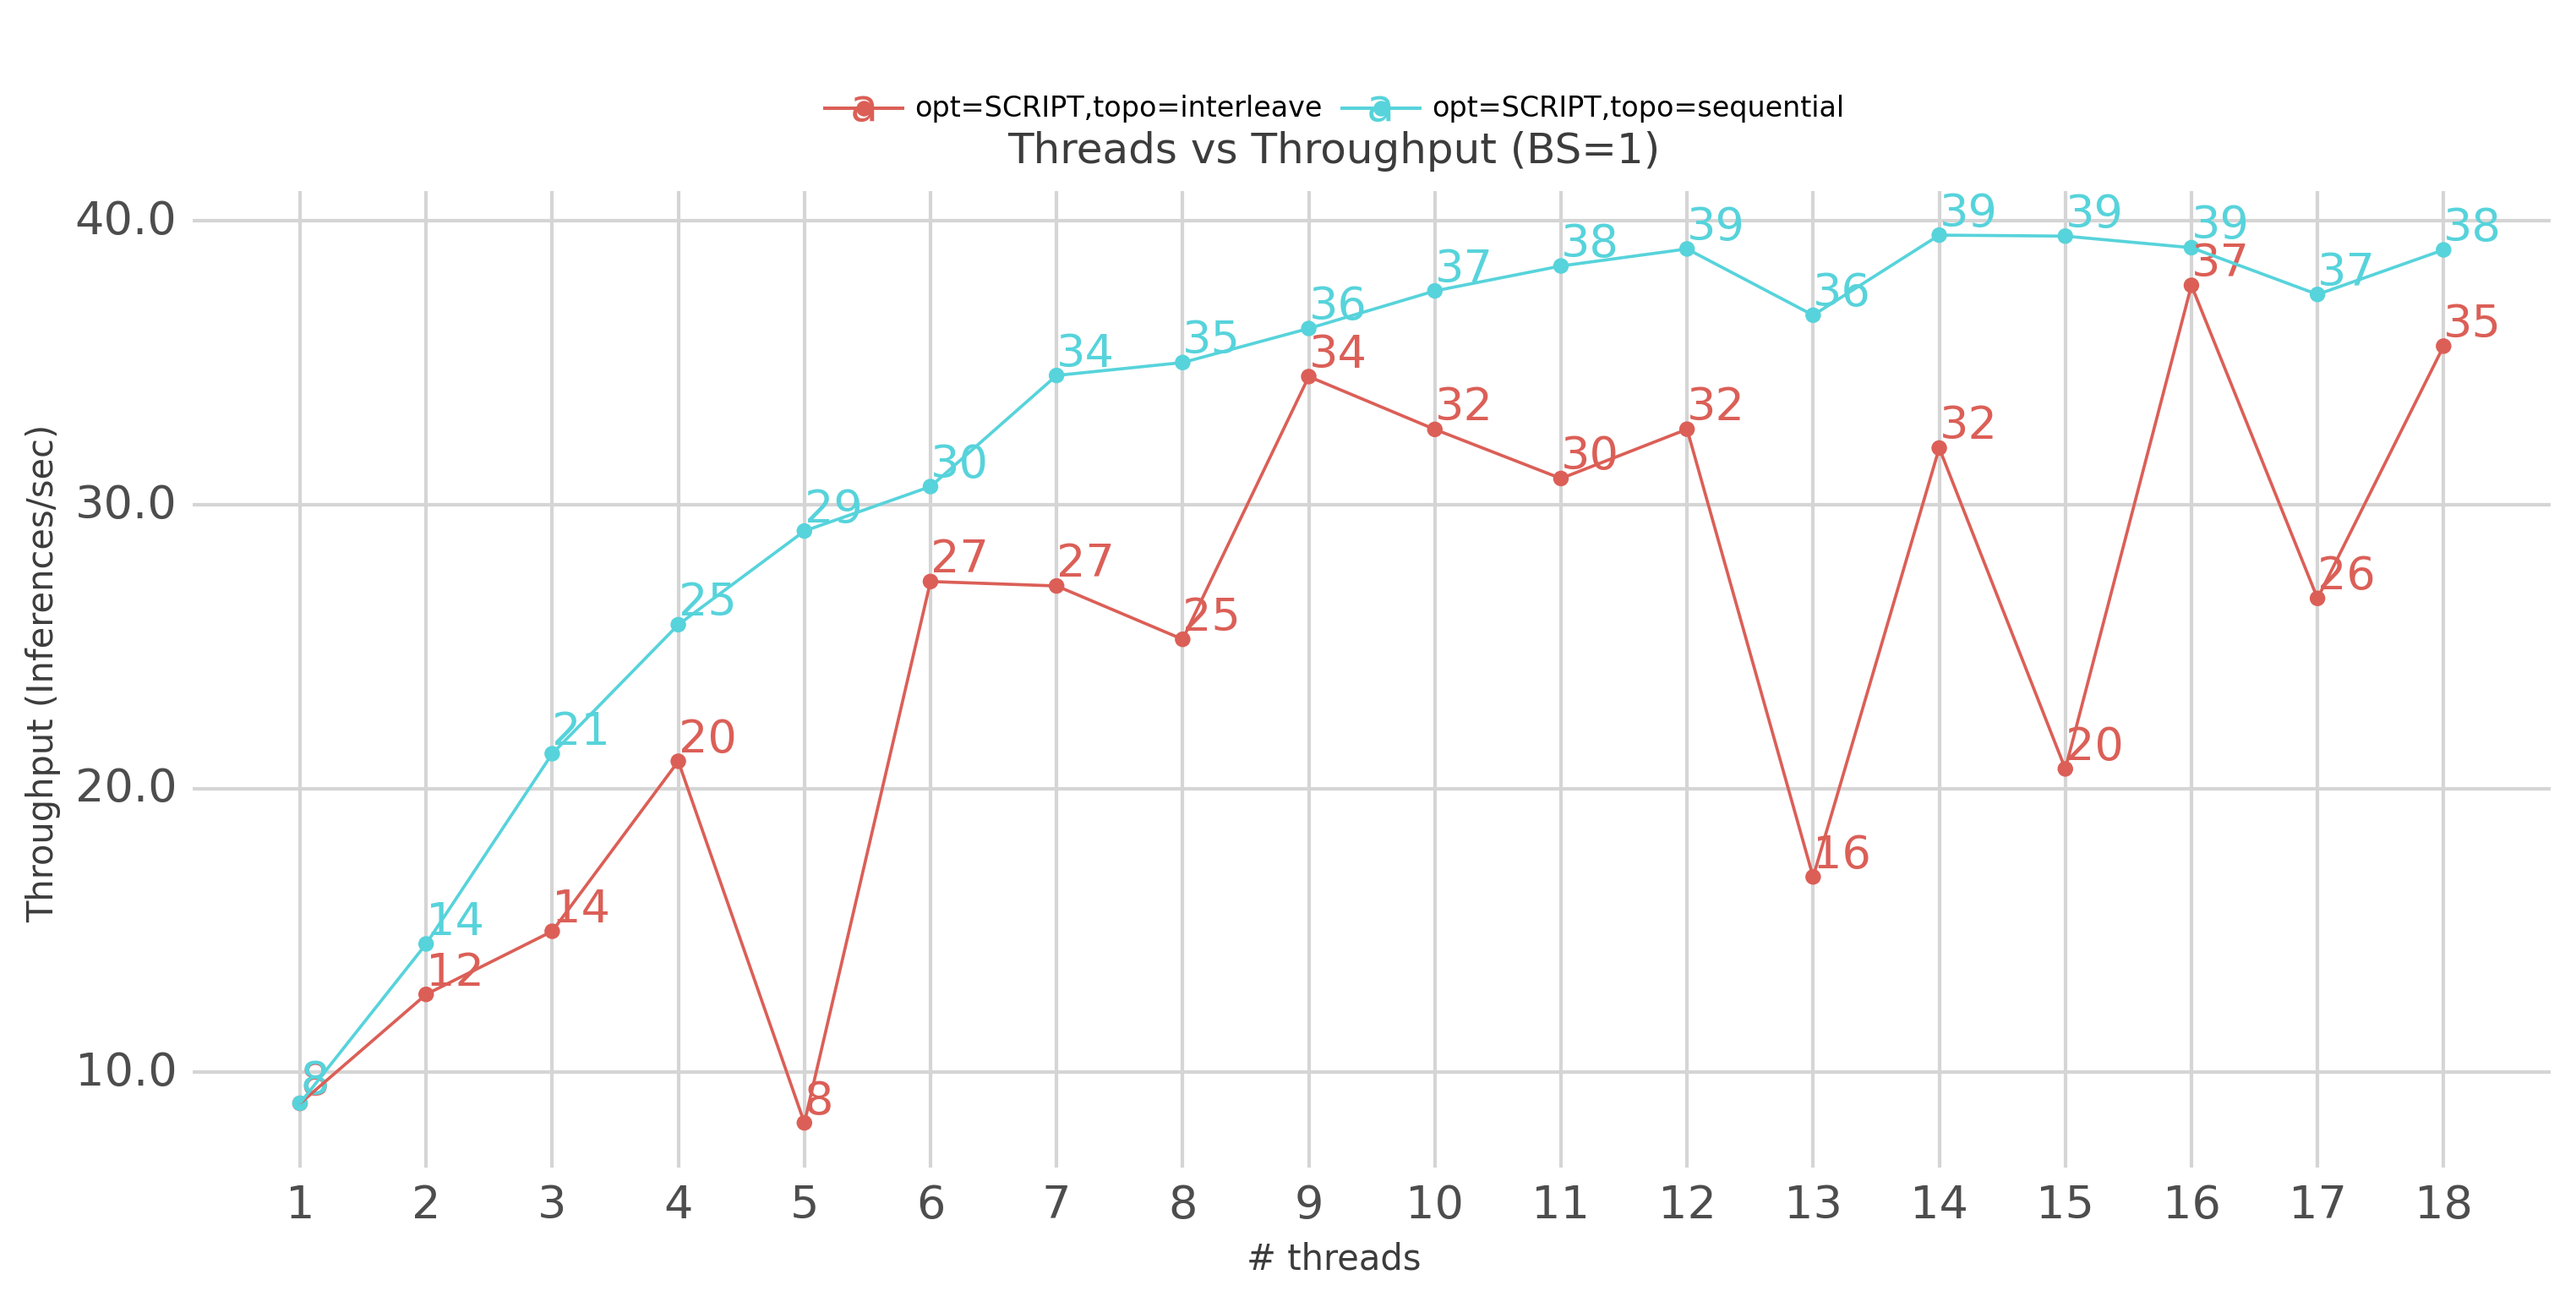 a opt=SCRIPT,topo=interleave a opt=SCRIPT,topo=sequential
Threads vs Throughput (BS=1)
Throughput (Inferences/sec)
40.0
30.0
20.0
10.0
8 14 21 25 29 30 34 35 36 37 38 39 36 39 39 39 37 38
8 12 14 20 8 27 27 25 34 32 30 32 16 32 20 37 26 35
1 2 3 4 5 6 7 8 9 10 11 12 13 14 15 16 17 18
# threads